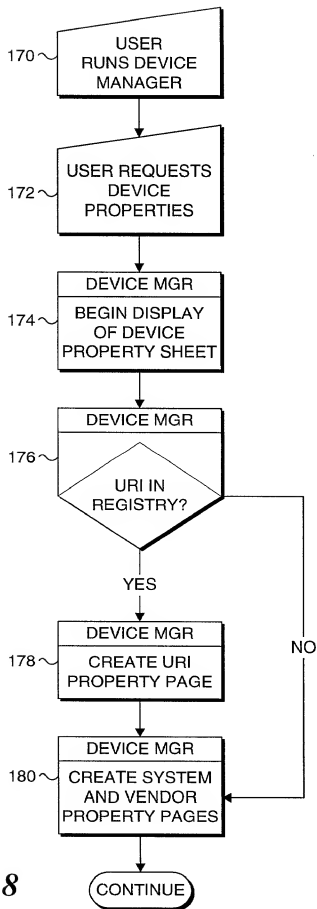 170
USER
RUNS DEVICE
MANAGER
172
USER REQUESTS
DEVICE
PROPERTIES
DEVICE MGR
174
BEGIN DISPLAY
OF DEVICE
PROPERTY SHEET
DEVICE MGR
176
URI IN
REGISTRY?
YES
NO
DEVICE MGR
178
CREATE URI
PROPERTY PAGE
DEVICE MGR
180
CREATE SYSTEM
AND VENDOR
PROPERTY PAGES
8
CONTINUE